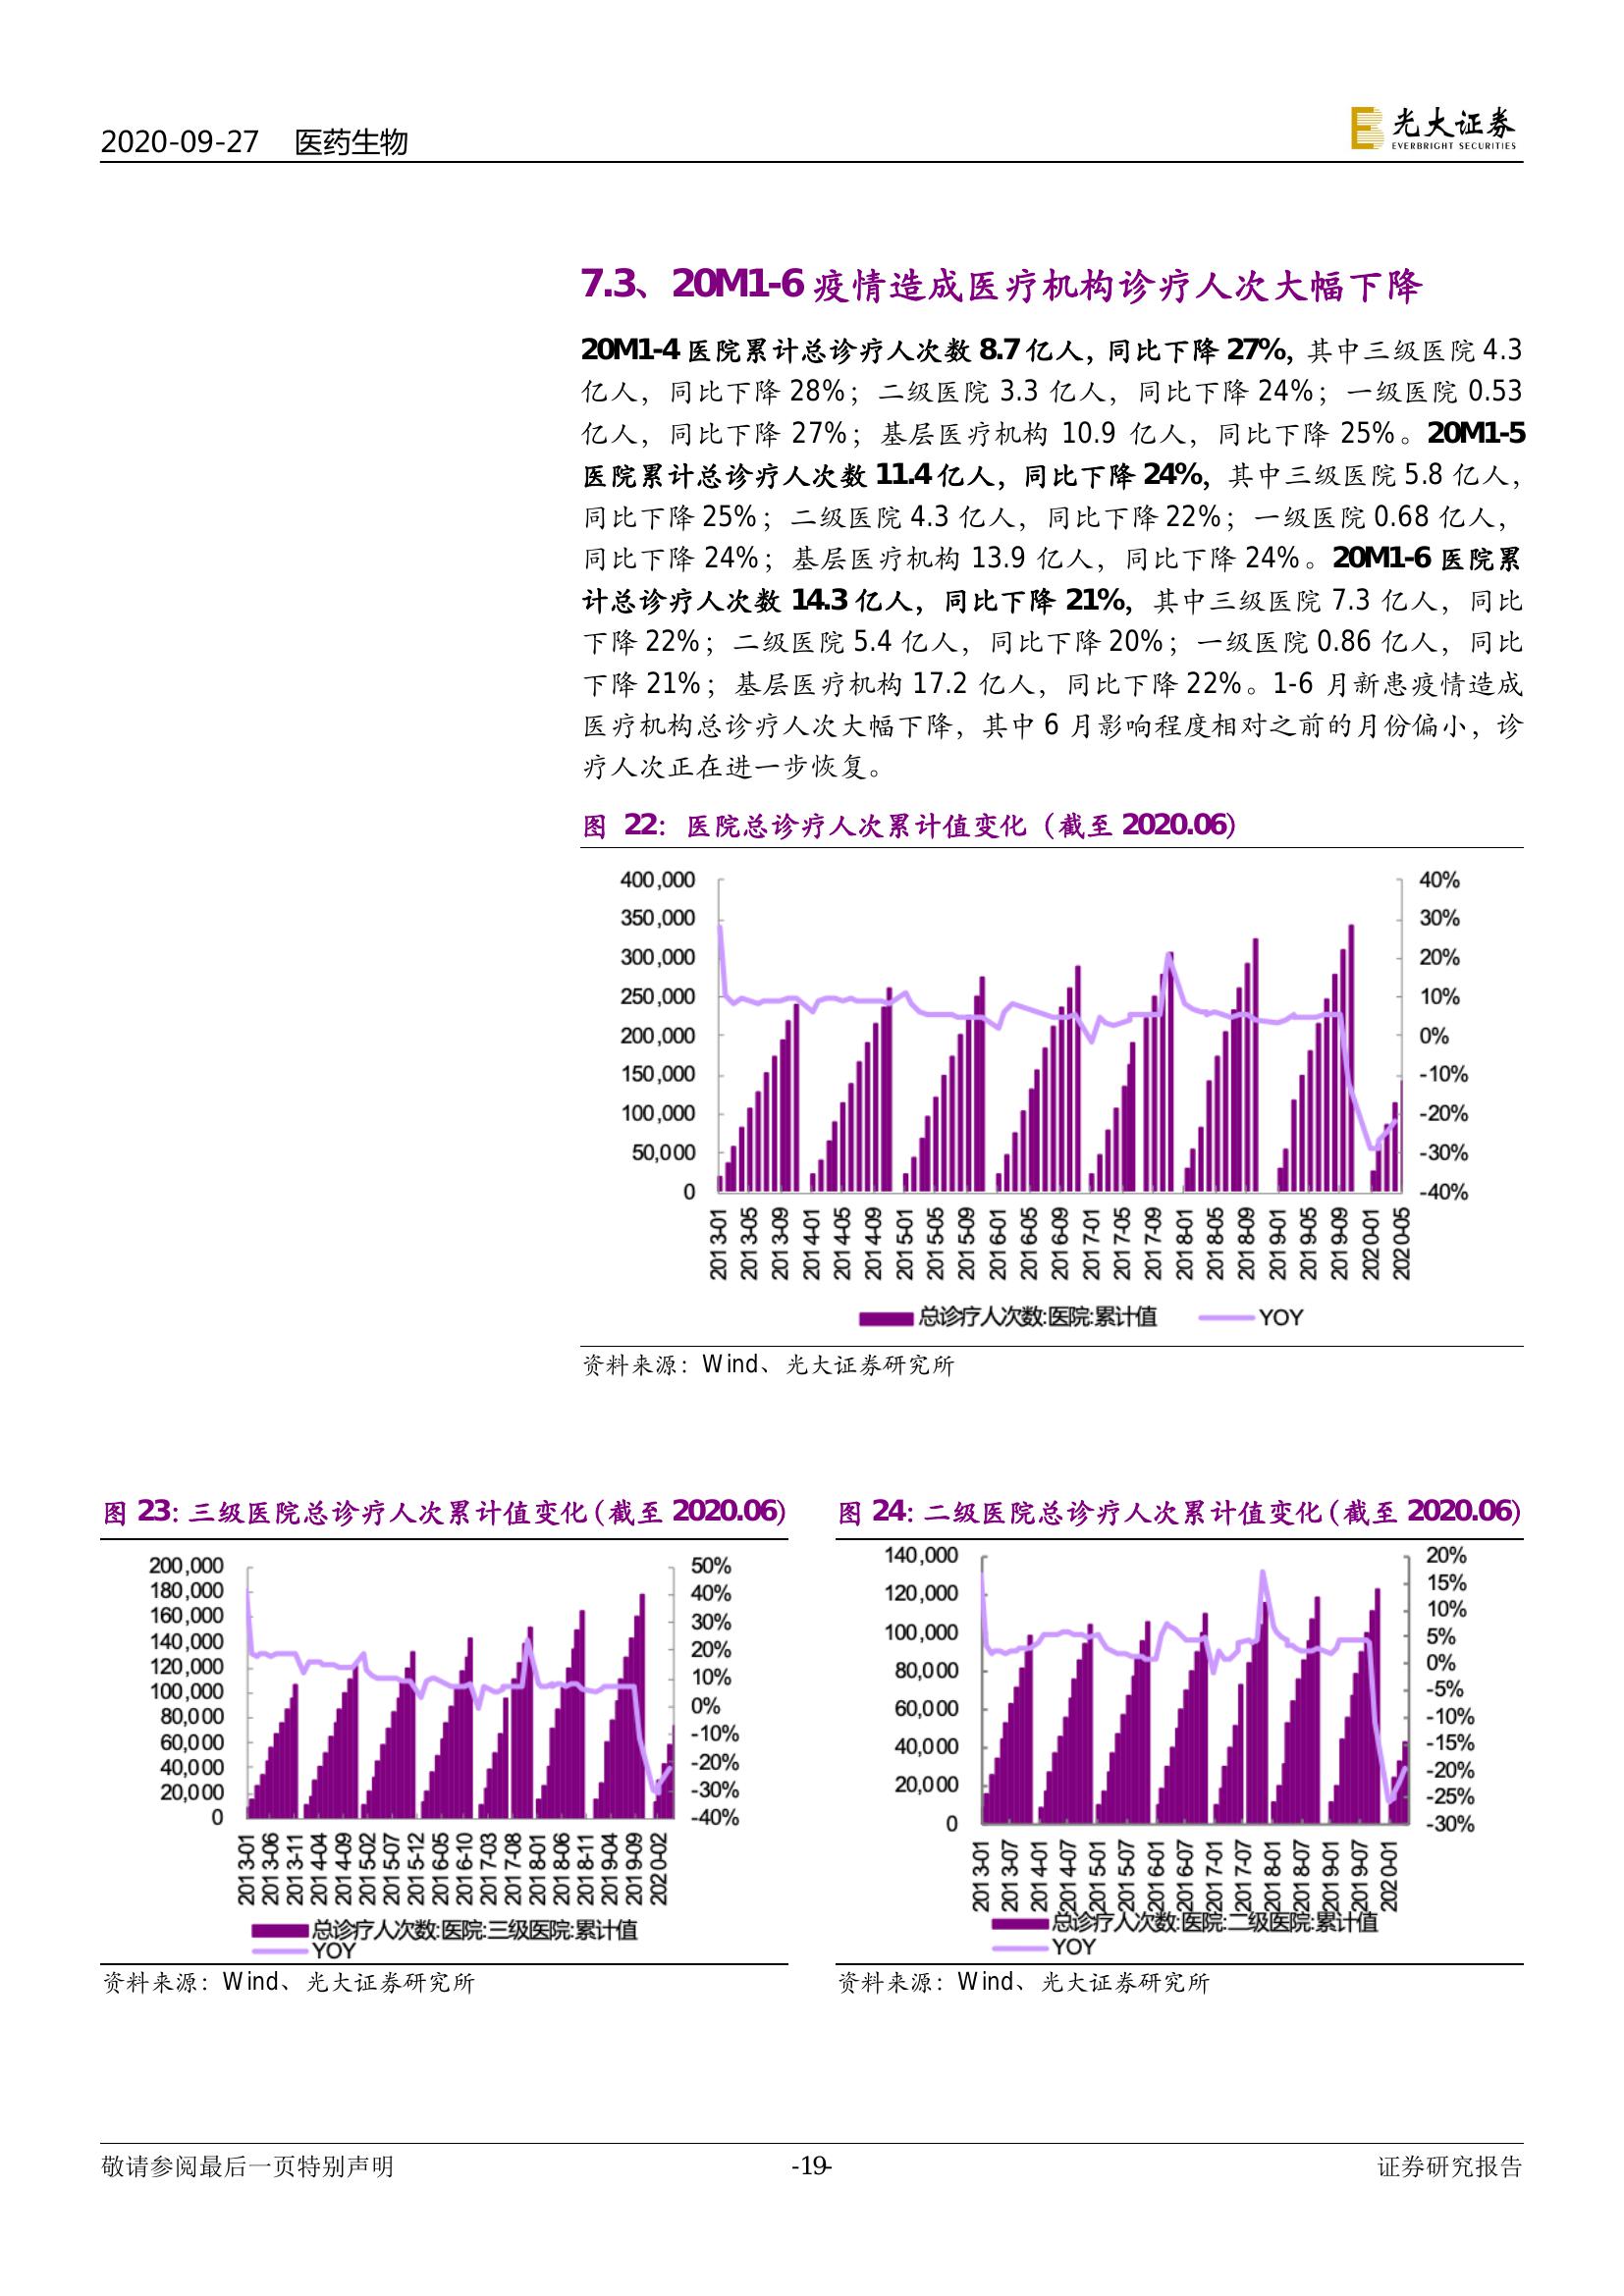 2020-09-27 医药生物
光大证券
EVERBRIGHT SECURITIES
7.3、20M1-6 疫情造成医疗机构诊疗人次大幅下降
20M1-4 医院累计总诊疗人次数 8.7 亿人，同比下降 27%，其中三级医院 4.3
亿人，同比下降 28%；二级医院 3.3 亿人，同比下降 24%；一级医院 0.53
亿人，同比下降 27%；基层医疗机构 10.9 亿人，同比下降 25%。20M1-5
医院累计总诊疗人次数 11.4 亿人，同比下降 24%，其中三级医院 5.8 亿人，
同比下降 25%；二级医院 4.3 亿人，同比下降 22%；一级医院 0.68 亿人，
同比下降 24%；基层医疗机构 13.9 亿人，同比下降 24%。20M1-6 医院累
计总诊疗人次数 14.3 亿人，同比下降 21%，其中三级医院 7.3 亿人，同比
下降 22%；二级医院 5.4 亿人，同比下降 20%；一级医院 0.86 亿人，同比
下降 21%；基层医疗机构 17.2 亿人，同比下降 22%。1-6 月新患疫情造成
医疗机构总诊疗人次大幅下降，其中 6 月影响程度相对之前的月份偏小，诊
疗人次正在进一步恢复。
图 22：医院总诊疗人次累计值变化（截至 2020.06）
400,000 40%
350,000 30%
300,000 20%
250,000 10%
200,000 0%
150,000 -10%
100,000 -20%
50,000 -30%
0 -40%
2013-01 2013-05 2013-09 2014-01 2014-05 2014-09 2015-01 2015-05 2015-09 2016-01 2016-05 2016-09 2017-01 2017-05 2017-09 2018-01 2018-05 2018-09 2019-01 2019-05 2019-09 2020-01 2020-05
总诊疗人次数:医院:累计值 YOY
资料来源：Wind、光大证券研究所
图 23：三级医院总诊疗人次累计值变化（截至 2020.06）
200,000 50%
180,000 40%
160,000 30%
140,000 20%
120,000 10%
100,000 0%
80,000 -10%
60,000 -20%
40,000 -30%
20,000 -40%
0
2013-01 2013-06 2013-11 2014-04 2014-09 2015-02 2015-07 2015-12 2016-05 2016-10 2017-03 2017-08 2018-01 2018-06 2018-11 2019-04 2019-09 2020-02
总诊疗人次数:医院:三级医院:累计值
YOY
资料来源：Wind、光大证券研究所
图 24：二级医院总诊疗人次累计值变化（截至 2020.06）
140,000 20%
120,000 15%
100,000 10%
80,000 5%
60,000 0%
40,000 -5%
20,000 -10%
0 -15%
-20%
-25%
-30%
2013-01 2013-07 2014-01 2014-07 2015-01 2015-07 2016-01 2016-07 2017-01 2017-07 2018-01 2018-07 2019-01 2019-07 2020-01
总诊疗人次数:医院:二级医院:累计值
YOY
资料来源：Wind、光大证券研究所
敬请参阅最后一页特别声明 -19- 证券研究报告